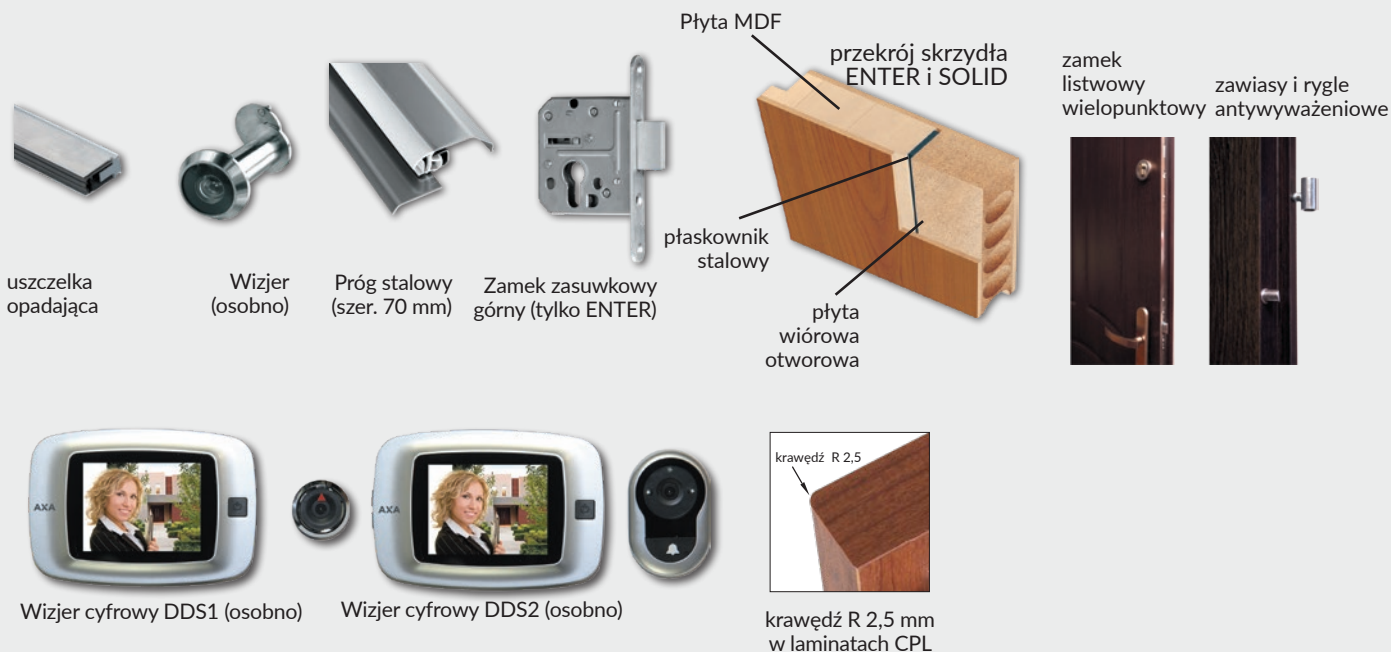 Płyta MDF
przekrój skrzydła
ENTER i SOLID
zamek
listwowy
wielopunktowy
zawiasy i rygle
antywyważeniowe
płaskownik
stalowy
płyta
wiórowa
otworowa
uszczelka
opadająca
Wizjer
(osobno)
Próg stalowy
(szer. 70 mm)
Zamek zasuwkowy
górny (tylko ENTER)
AXA
AXA
krawędź R 2,5
Wizjer cyfrowy DDS1 (osobno)
Wizjer cyfrowy DDS2 (osobno)
krawędź R 2,5 mm
w laminatach CPL